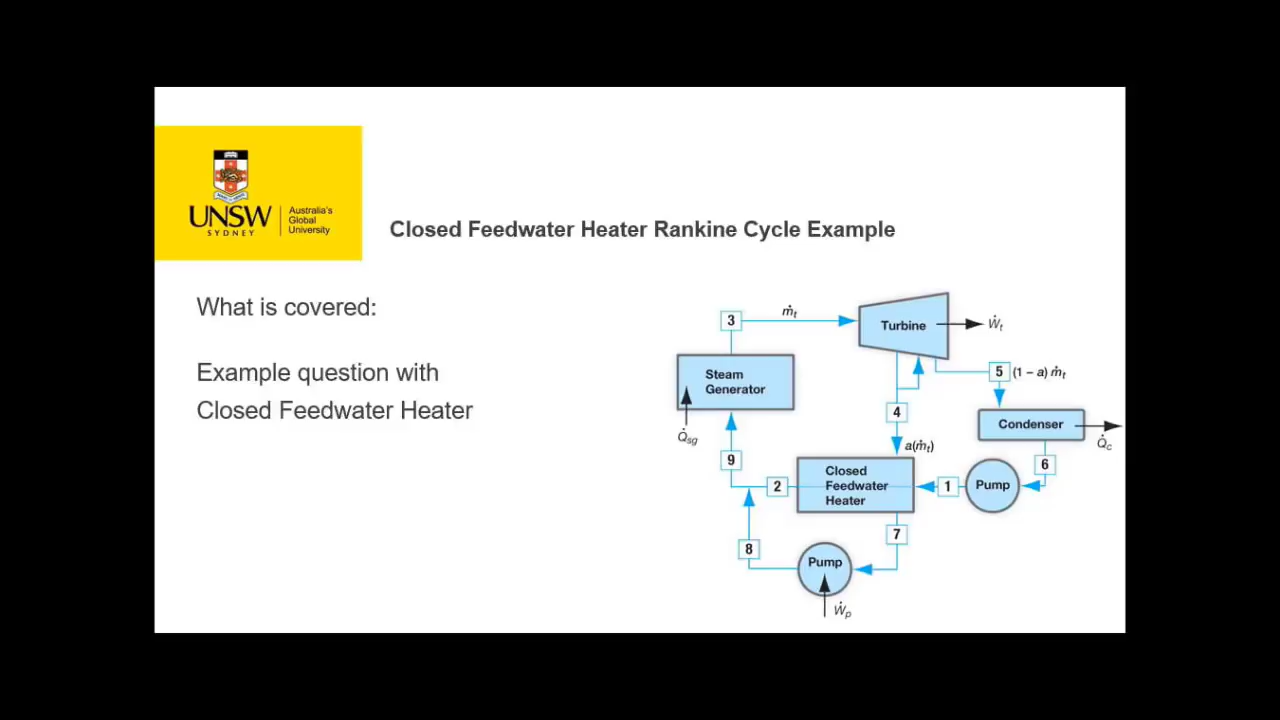 UNSW
SYDNEY
Australia's
Global
University
Closed Feedwater Heater Rankine Cycle Example
What is covered:
Example question with
Closed Feedwater Heater
3
ṁt
Turbine
Ẇt
Steam
Generator
Q̇sg
5 (1 − a) ṁt
4
Condenser
Q̇c
a(ṁt)
9
6
Closed
Feedwater
Heater
2
1
Pump
7
8
Pump
Ẇp